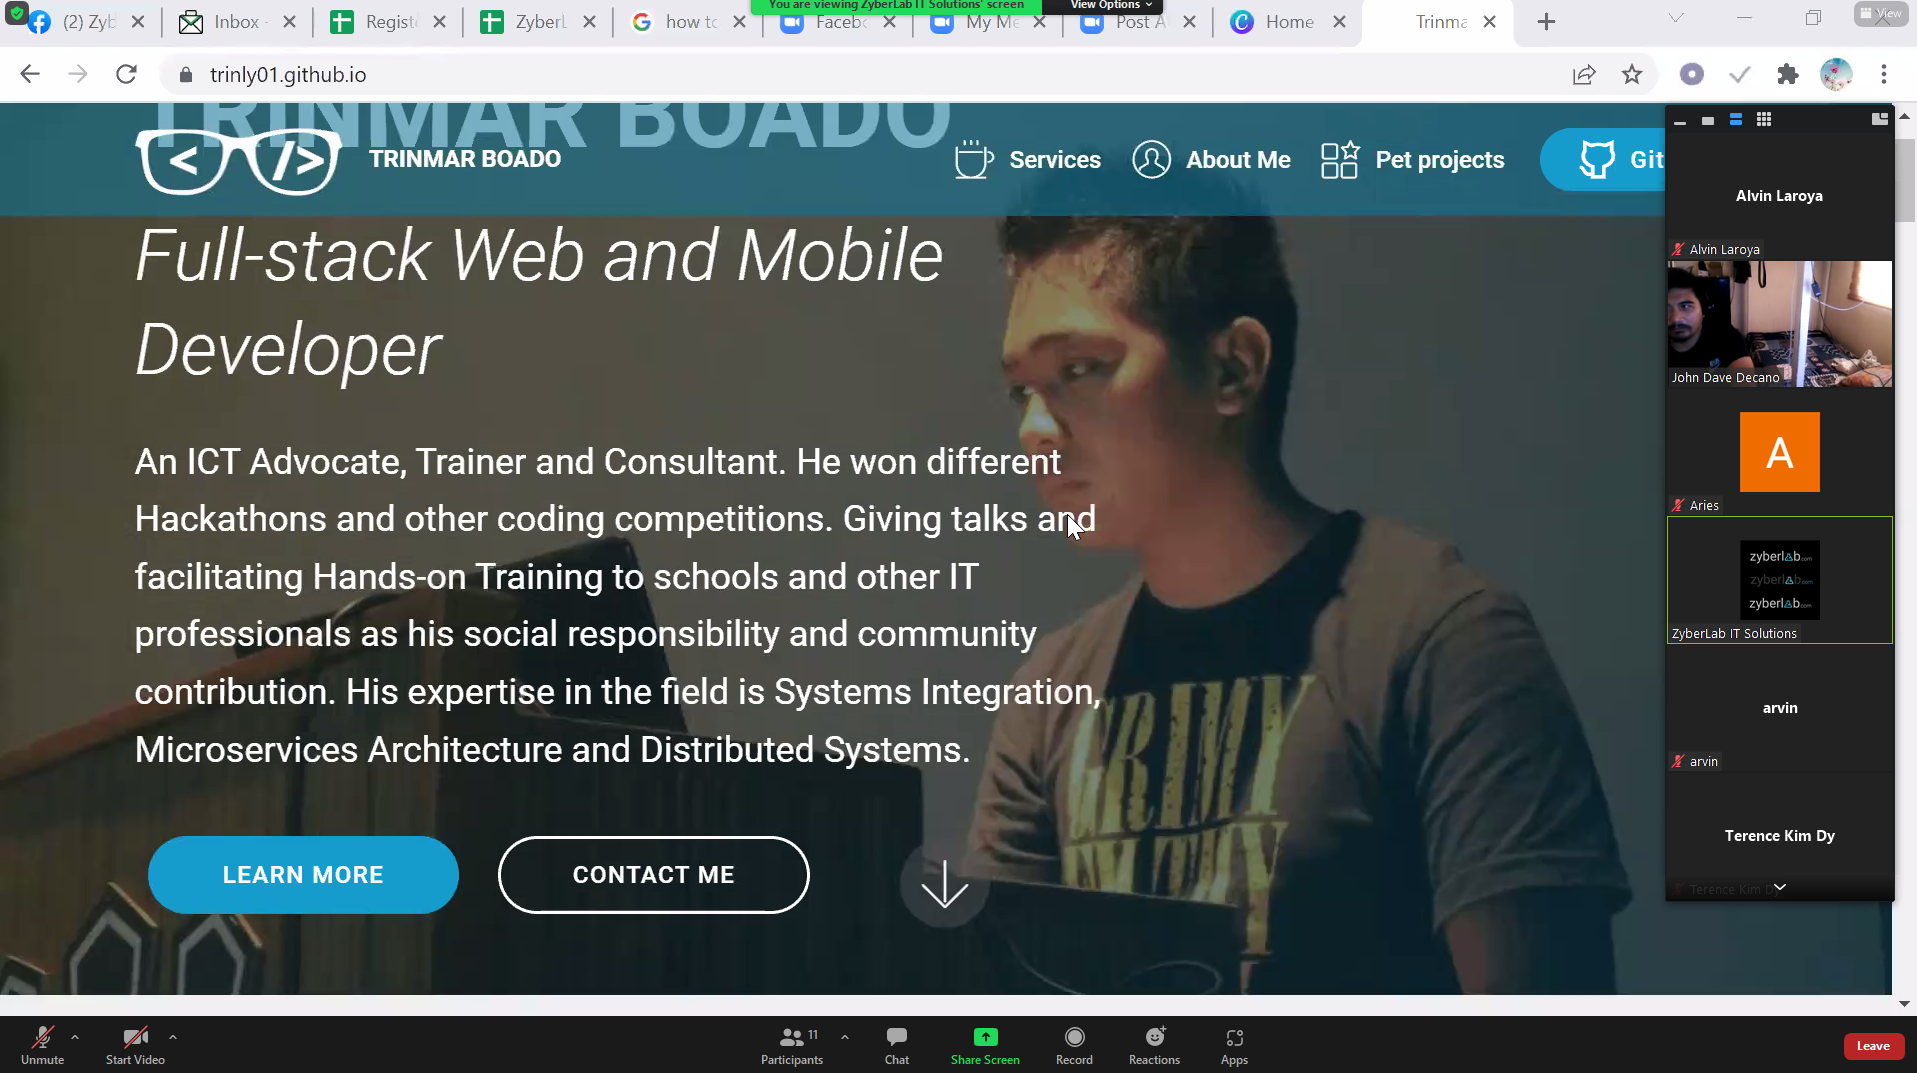 You are viewing ZyberLab IT Solutions' screen
View Options
View
(2) Zyb
Inbox -
Regist
ZyberL
how to
Faceb
My Me
Post A
Home
Trinma
trinly01.github.io
TRINMAR BOADO
TRINMAR BOADO
Services
About Me
Pet projects
Git
Full-stack Web and Mobile
Developer
An ICT Advocate, Trainer and Consultant. He won different
Hackathons and other coding competitions. Giving talks and
facilitating Hands-on Training to schools and other IT
professionals as his social responsibility and community
contribution. His expertise in the field is Systems Integration,
Microservices Architecture and Distributed Systems.
LEARN MORE
CONTACT ME
Alvin Laroya
Alvin Laroya
John Dave Decano
A
Aries
zyberlab.com
zyberlab.com
zyberlab.com
ZyberLab IT Solutions
arvin
arvin
Terence Kim Dy
Terence Kim Dy
Unmute
Start Video
Participants
11
Chat
Share Screen
Record
Reactions
Apps
Leave